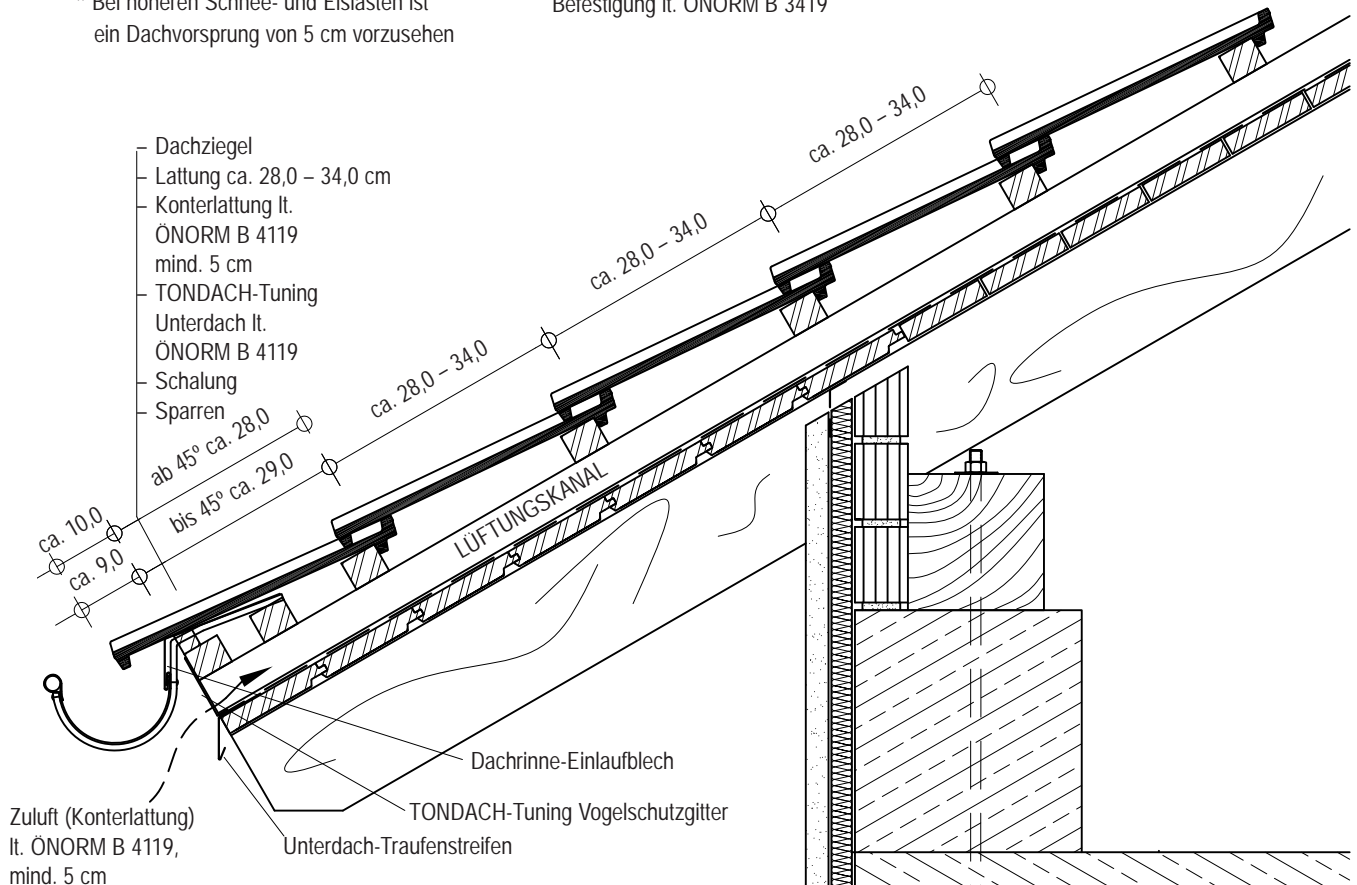 * Bei höheren Schnee- und Eislasten ist
ein Dachvorsprung von 5 cm vorzusehen
Befestigung lt. ÖNORM B 3419
– Dachziegel
– Lattung ca. 28,0 – 34,0 cm
– Konterlattung lt.
ÖNORM B 4119
mind. 5 cm
– TONDACH-Tuning
Unterdach lt.
ÖNORM B 4119
– Schalung
– Sparren
ca. 28,0 – 34,0
ca. 28,0 – 34,0
ca. 28,0 – 34,0
ab 45° ca. 28,0
bis 45° ca. 29,0
ca. 10,0
ca. 9,0
LÜFTUNGSKANAL
Dachrinne-Einlaufblech
TONDACH-Tuning Vogelschutzgitter
Unterdach-Traufenstreifen
Zuluft (Konterlattung)
lt. ÖNORM B 4119,
mind. 5 cm